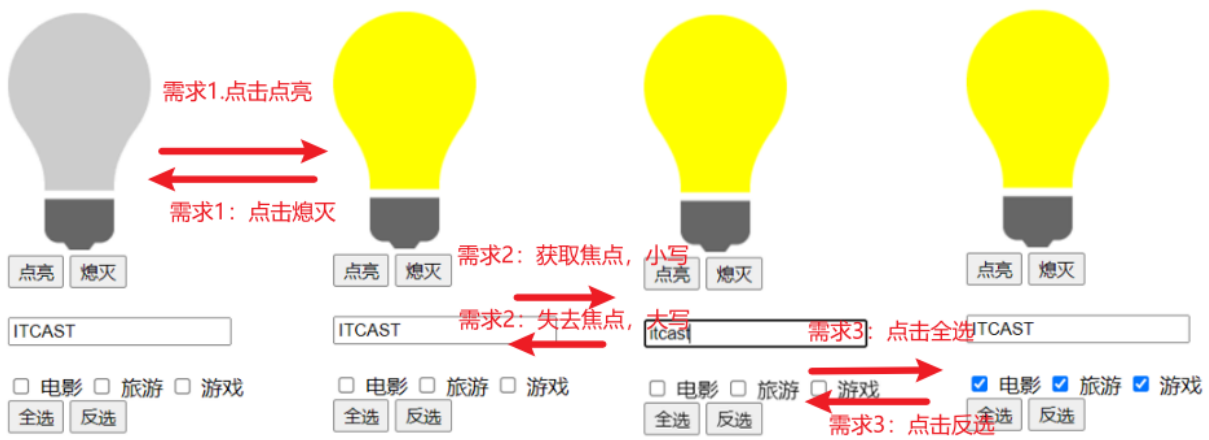 需求1.点击点亮
需求1：点击熄灭
需求2：获取焦点，小写
点亮 熄灭
点亮 熄灭
点亮 熄灭
点亮 熄灭
需求2：失去焦点，大写
ITCAST
ITCAST
itcast
需求3：点击全选
ITCAST
电影 旅游 游戏
电影 旅游 游戏
电影 旅游 游戏
电影 旅游 游戏
全选 反选
全选 反选
全选 反选
需求3：点击反选
全选 反选